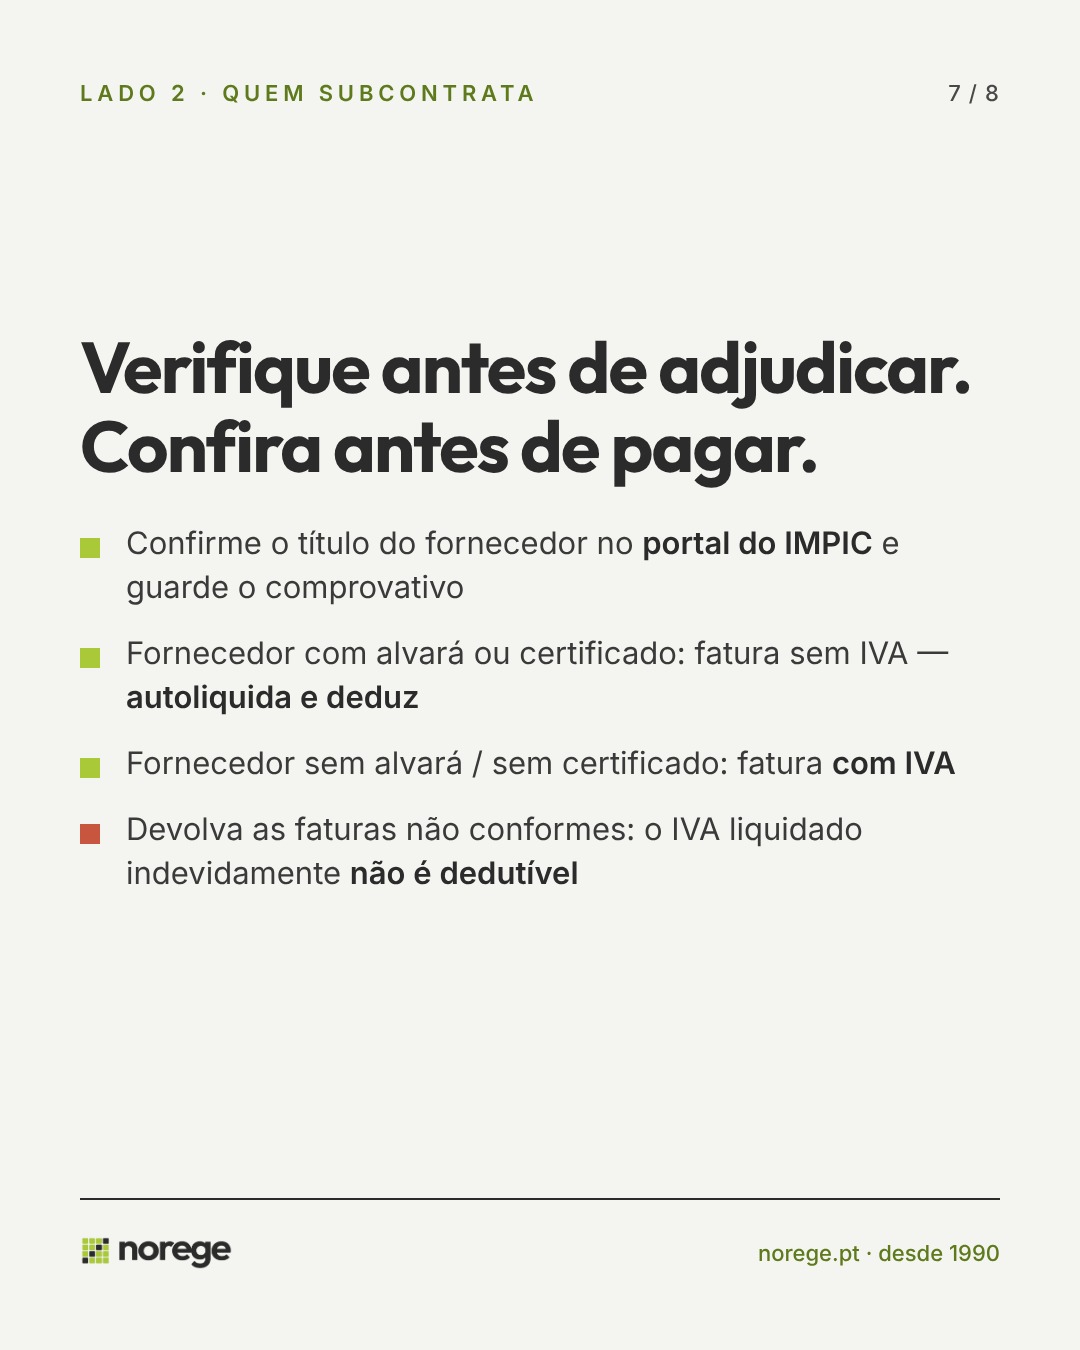 LADO 2 · QUEM SUBCONTRATA
7 / 8
Verifique antes de adjudicar.
Confira antes de pagar.
Confirme o título do fornecedor no portal do IMPIC e
guarde o comprovativo
Fornecedor com alvará ou certificado: fatura sem IVA —
autoliquida e deduz
Fornecedor sem alvará / sem certificado: fatura com IVA
Devolva as faturas não conformes: o IVA liquidado
indevidamente não é dedutível
norege
norege.pt · desde 1990